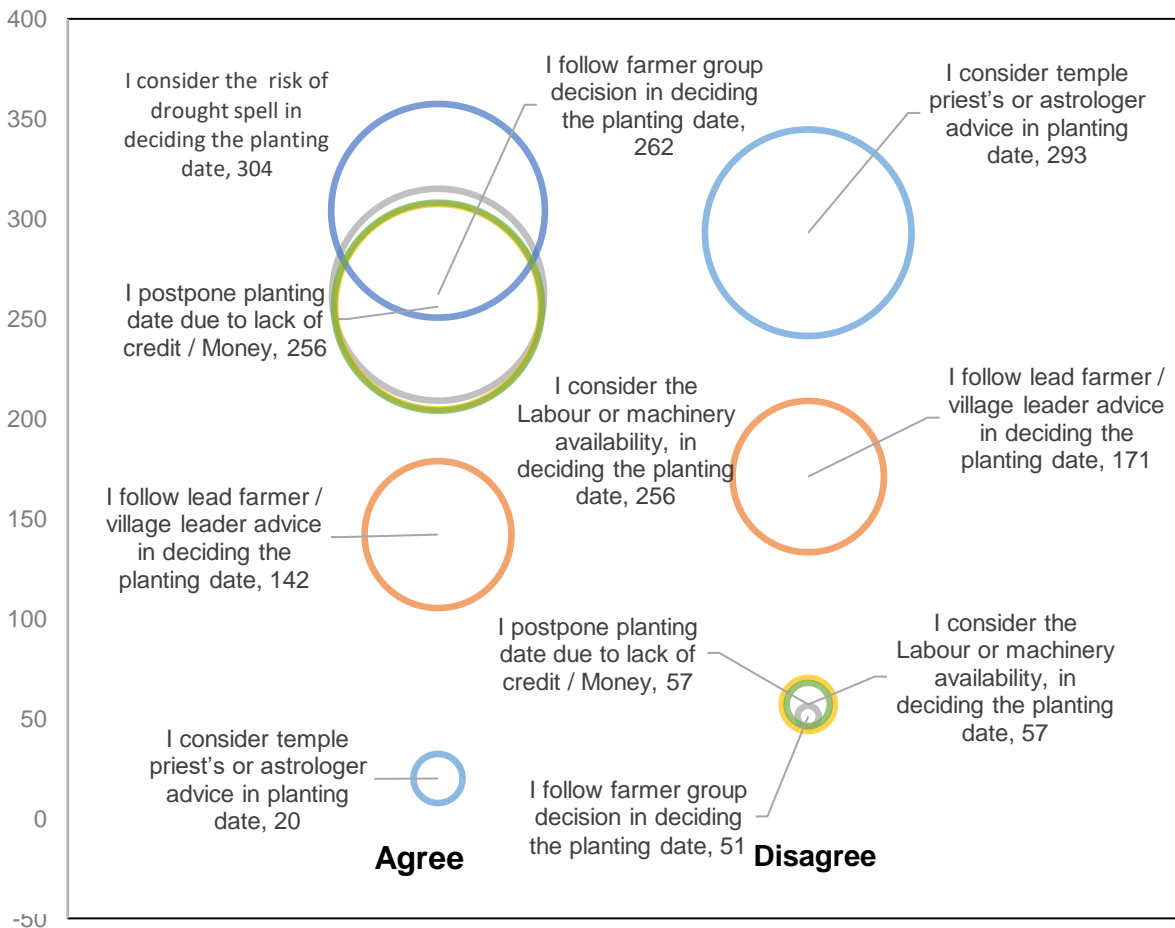 400
350
300
250
200
150
100
50
0
-50
I consider the risk of
drought spell in
deciding the planting
date, 304
I follow farmer group
decision in deciding
the planting date,
262
I consider temple
priest's or astrologer
advice in planting
date, 293
I postpone planting
date due to lack of
credit / Money, 256
I consider the
Labour or machinery
availability, in
deciding the planting
date, 256
I follow lead farmer /
village leader advice
in deciding the
planting date, 171
I follow lead farmer /
village leader advice
in deciding the
planting date, 142
I postpone planting
date due to lack of
credit / Money, 57
I consider the
Labour or machinery
availability, in
deciding the planting
date, 57
I consider temple
priest's or astrologer
advice in planting
date, 20
I follow farmer group
decision in deciding
the planting date, 51
Agree
Disagree